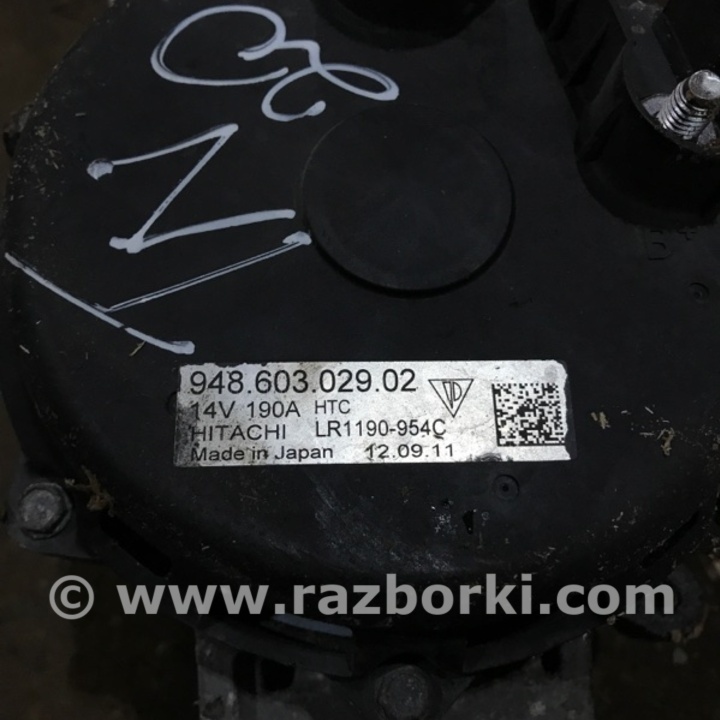 948.603.029.02
14V 190A HTC
HITACHI LR1190-954C
Made in Japan 12.09.11
© www.razborki.com